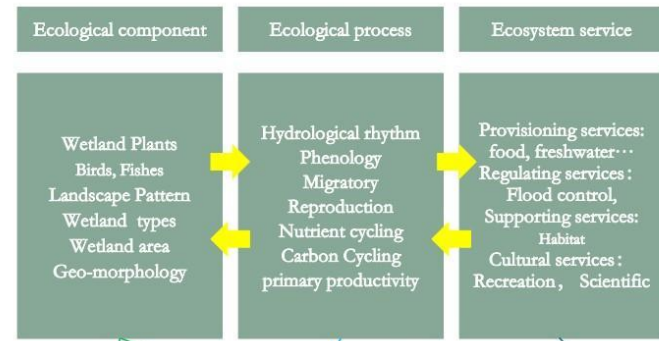 Ecological component
Ecological process
Ecosystem service
Wetland Plants
Birds, Fishes
Landscape Pattern
Wetland types
Wetland area
Geo-morphology
Hydrological rhythm
Phenology
Migratory
Reproduction
Nutrient cycling
Carbon Cycling
primary productivity
Provisioning services:
food, freshwater…
Regulating services:
Flood control,
Supporting services:
Habitat
Cultural services:
Recreation, Scientific